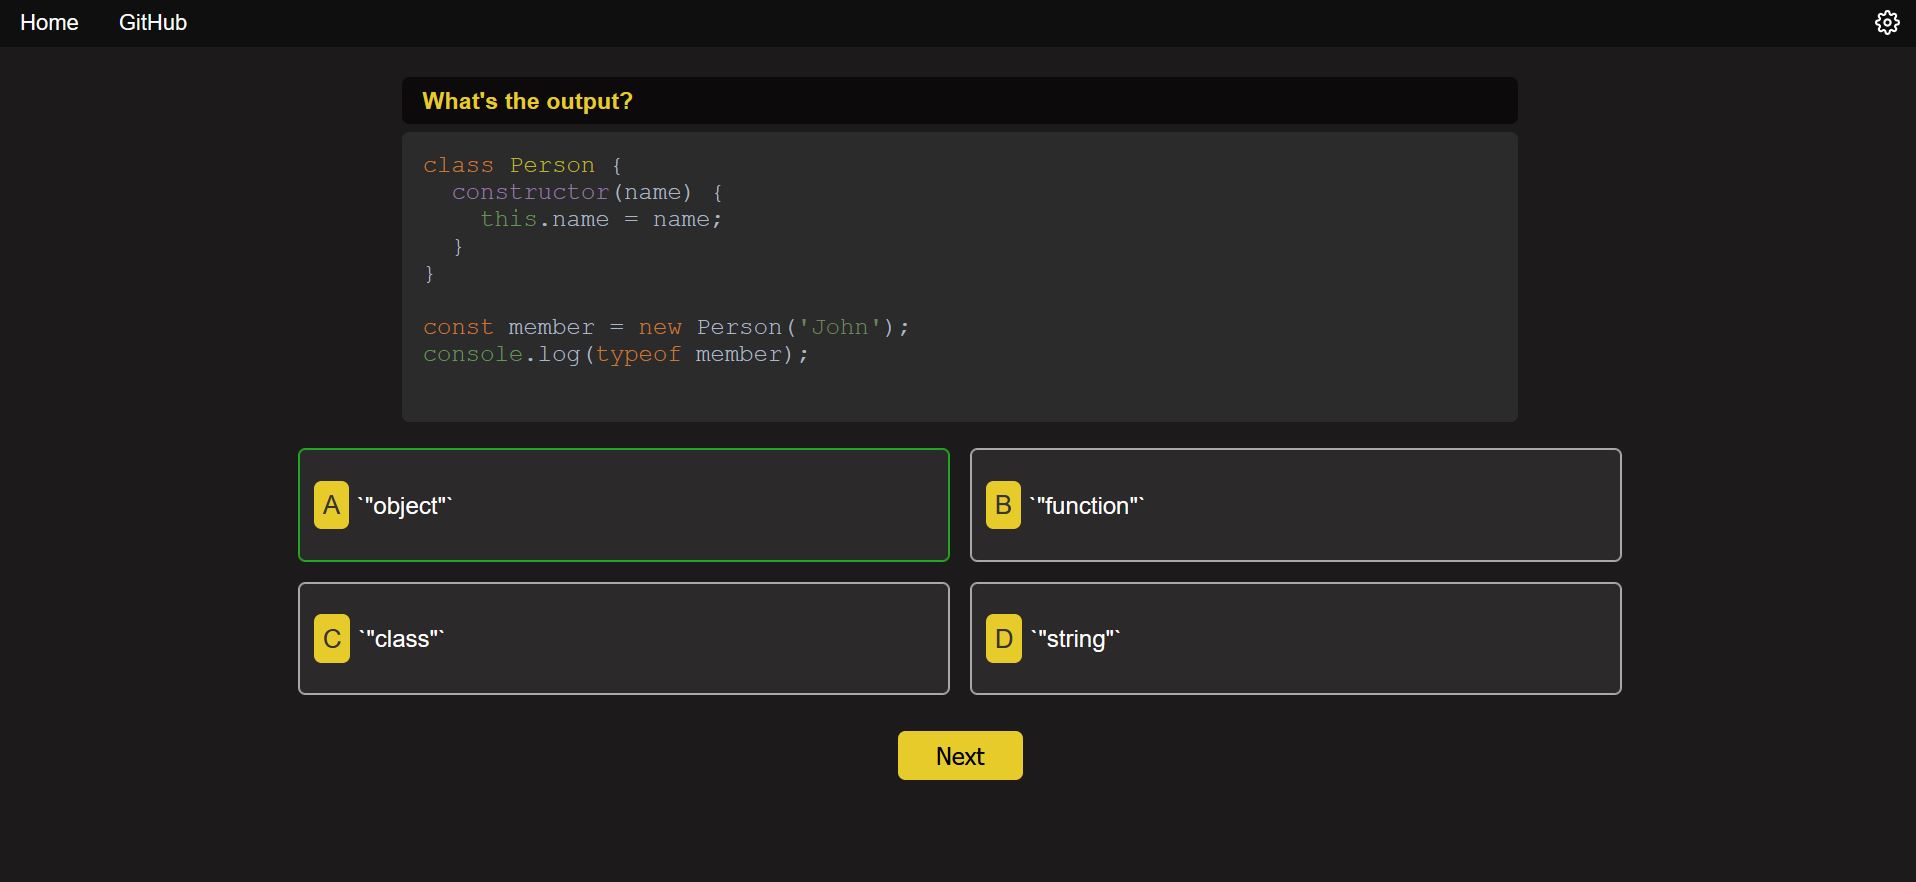 Home GitHub
What's the output?
class Person {
  constructor(name) {
    this.name = name;
  }
}

const member = new Person('John');
console.log(typeof member);
A `"object"`
B `"function"`
C `"class"`
D `"string"`
Next